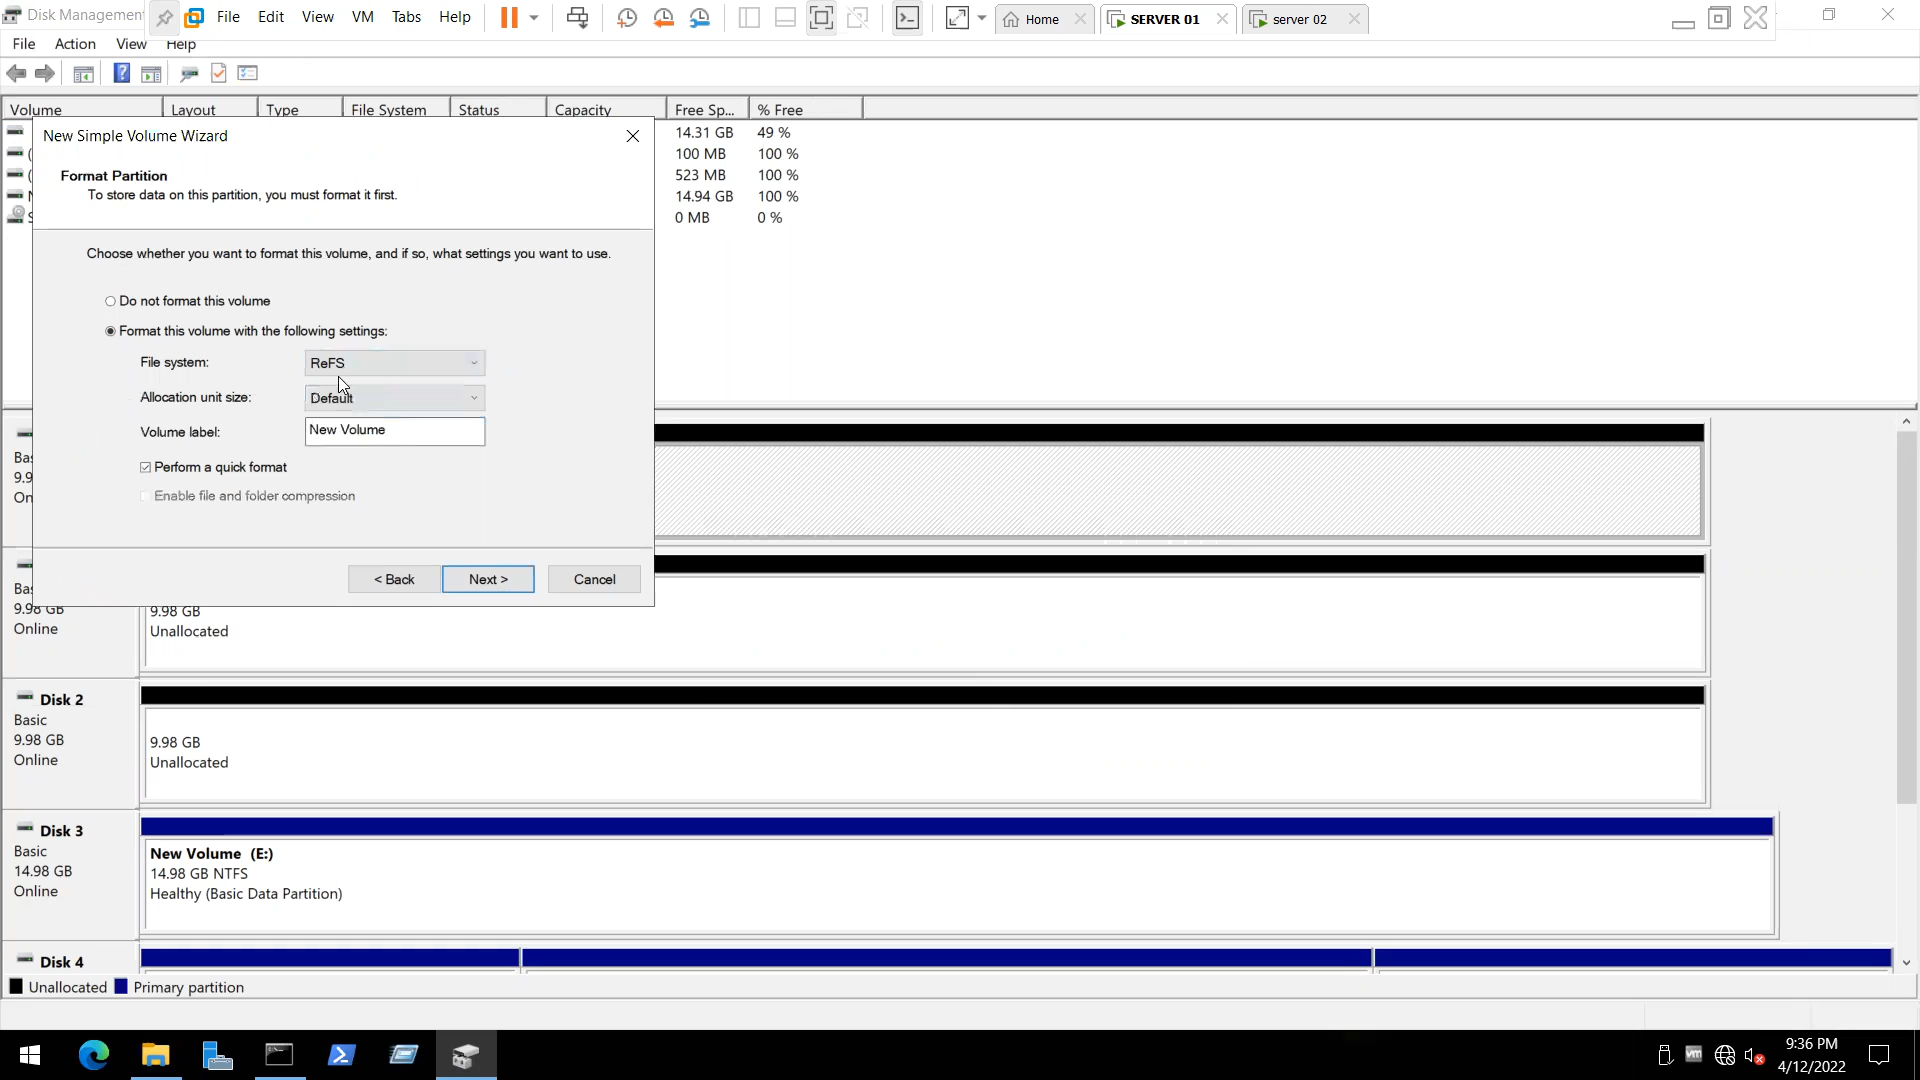 Disk Management
File Edit View VM Tabs Help
Home
SERVER 01
server 02
File Action View Help
Volume Layout Type File System Status Capacity Free Sp... % Free
14.31 GB 49 %
100 MB 100 %
523 MB 100 %
14.94 GB 100 %
0 MB 0 %
New Simple Volume Wizard
Format Partition
To store data on this partition, you must format it first.
Choose whether you want to format this volume, and if so, what settings you want to use.
Do not format this volume
Format this volume with the following settings:
File system: ReFS
Allocation unit size: Default
Volume label: New Volume
Perform a quick format
Enable file and folder compression
< Back Next > Cancel
9.98 GB
Online
9.98 GB
Unallocated
Disk 2
Basic
9.98 GB
Online
9.98 GB
Unallocated
Disk 3
Basic
14.98 GB
Online
New Volume (E:)
14.98 GB NTFS
Healthy (Basic Data Partition)
Disk 4
Unallocated Primary partition
vm
9:36 PM
4/12/2022